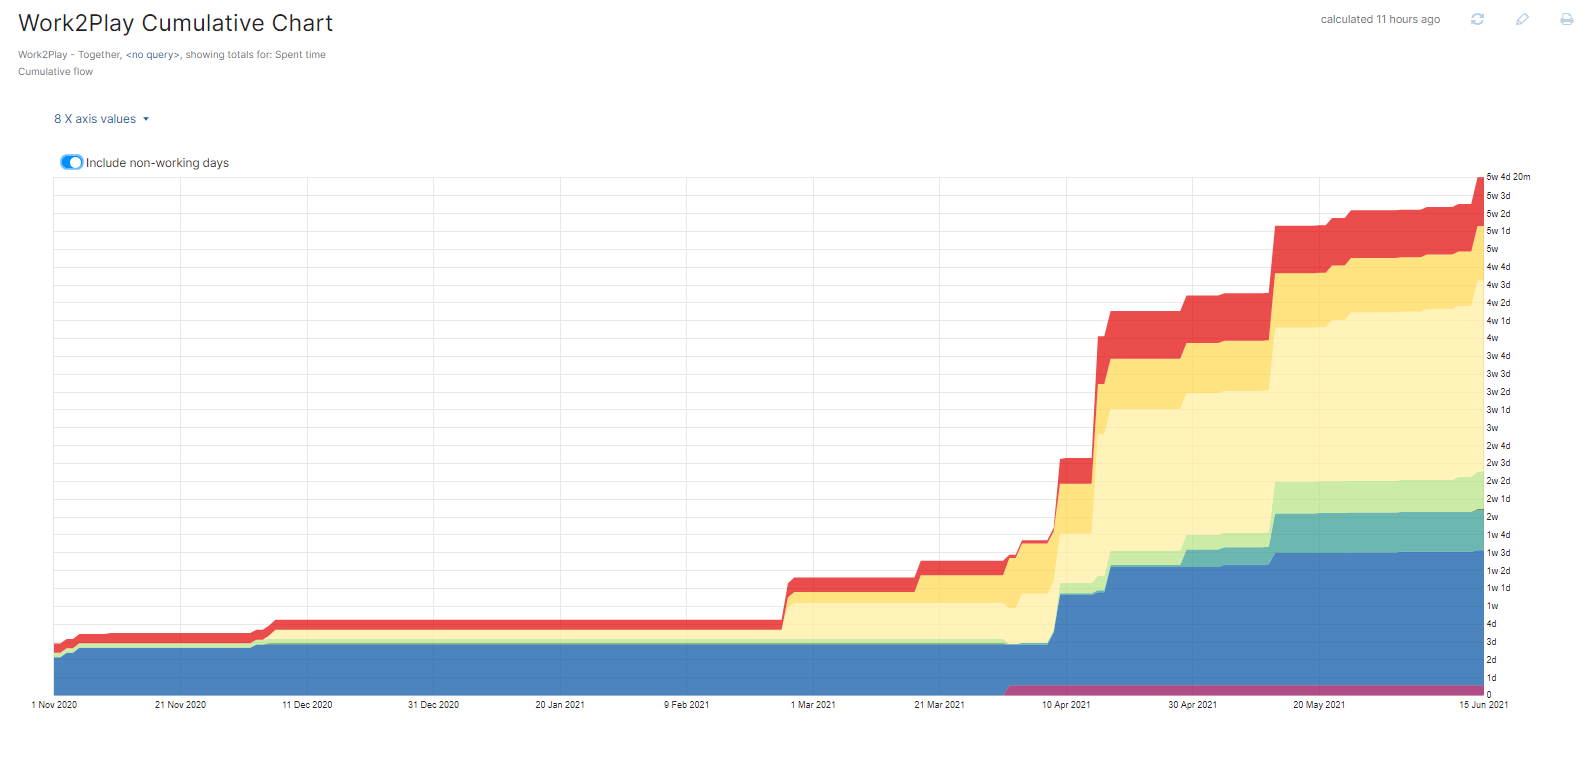 Work2Play Cumulative Chart
calculated 11 hours ago
Work2Play - Together, <no query>, showing totals for: Spent time
Cumulative flow
8 X axis values
Include non-working days
5w 4d 20m
5w 3d
5w 2d
5w 1d
5w
4w 4d
4w 3d
4w 2d
4w 1d
4w
3w 4d
3w 3d
3w 2d
3w 1d
3w
2w 4d
2w 3d
2w 2d
2w 1d
2w
1w 4d
1w 3d
1w 2d
1w 1d
1w
4d
3d
2d
1d
0
1 Nov 2020 21 Nov 2020 11 Dec 2020 31 Dec 2020 20 Jan 2021 9 Feb 2021 1 Mar 2021 21 Mar 2021 10 Apr 2021 30 Apr 2021 20 May 2021 15 Jun 2021